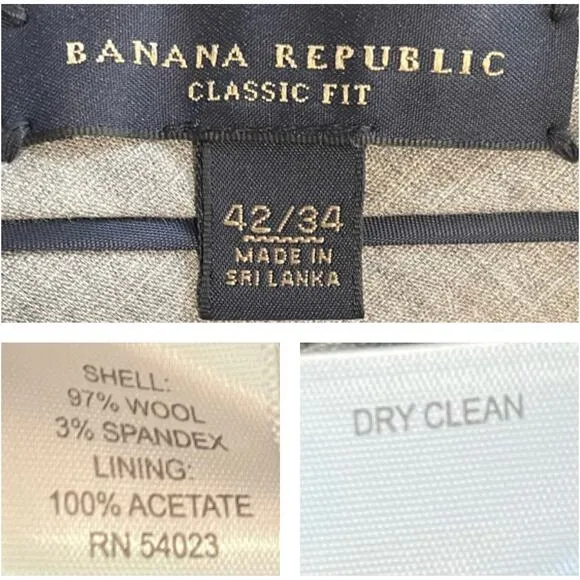 BANANA REPUBLIC
CLASSIC FIT
42/34
MADE IN
SRI LANKA
SHELL:
97% WOOL
3% SPANDEX
LINING:
100% ACETATE
RN 54023
DRY CLEAN